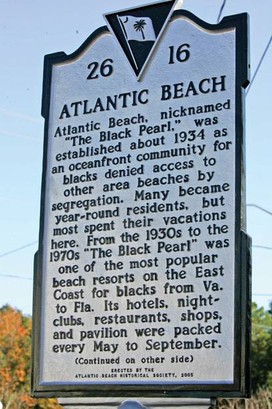 26 16
ATLANTIC BEACH
Atlantic Beach, nicknamed
"The Black Pearl," was
established about 1934 as
an oceanfront community for
blacks denied access to
other area beaches by
segregation. Many became
year-round residents, but
most spent their vacations
here. From the 1930s to the
1970s "The Black Pearl" was
one of the most popular
beach resorts on the East
Coast for blacks from Va.
to Fla. Its hotels, night-
clubs, restaurants, shops,
and pavilion were packed
every May to September.
(Continued on other side)
ERECTED BY THE
ATLANTIC BEACH HISTORICAL SOCIETY, 2005